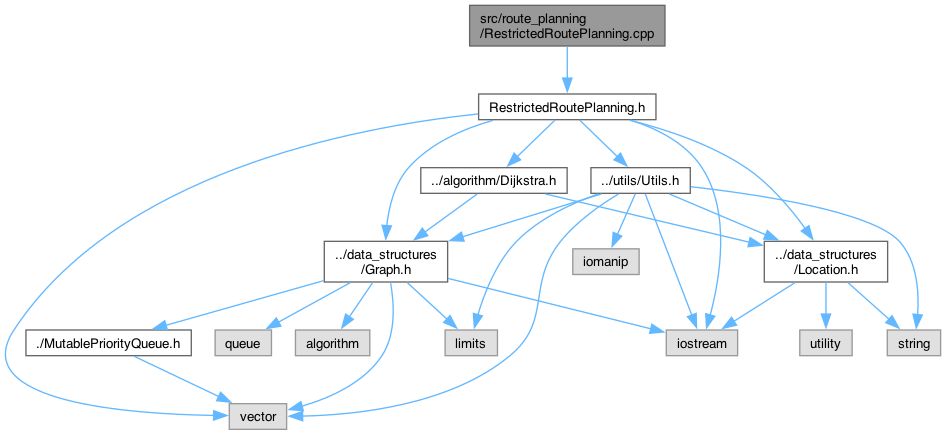 src/route_planning
/RestrictedRoutePlanning.cpp
RestrictedRoutePlanning.h
../algorithm/Dijkstra.h
../utils/Utils.h
../data_structures
/Graph.h
iomanip
../data_structures
/Location.h
./MutablePriorityQueue.h
queue
algorithm
limits
iostream
utility
string
vector